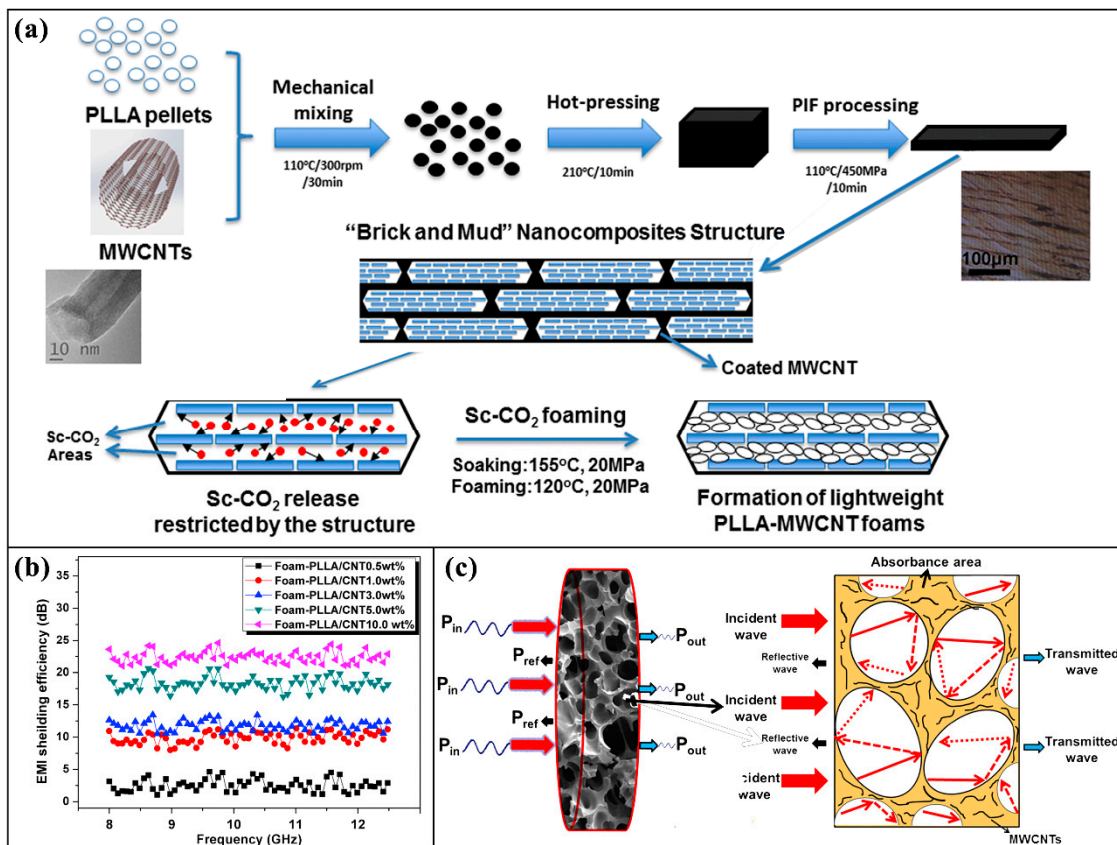 (a)
PLLA pellets
MWCNTs
10 nm
Mechanical
mixing
110°C/300rpm
/30min
Hot-pressing
210°C/10min
PIF processing
110°C/450MPa
/10min
100μm
"Brick and Mud" Nanocomposites Structure
Coated MWCNT
Sc-CO₂
Areas
Sc-CO₂ release
restricted by the structure
Sc-CO₂ foaming
Soaking:155°C, 20MPa
Foaming:120°C, 20MPa
Formation of lightweight
PLLA-MWCNT foams
(b)
EMI sheilding efficiency (dB)
35
30
25
20
15
10
5
0
Foam-PLLA/CNT0.5wt%
Foam-PLLA/CNT1.0wt%
Foam-PLLA/CNT3.0wt%
Foam-PLLA/CNT5.0wt%
Foam-PLLA/CNT10.0 wt%
8 9 10 11 12
Frequency (GHz)
(c)
Pin
Pin
Pin
Pref
Pref
Pout
Pout
Pout
Absorbance area
Incident
wave
Reflective
wave
Incident
wave
Reflective
wave
Incident
wave
Transmitted
wave
Transmitted
wave
MWCNTs